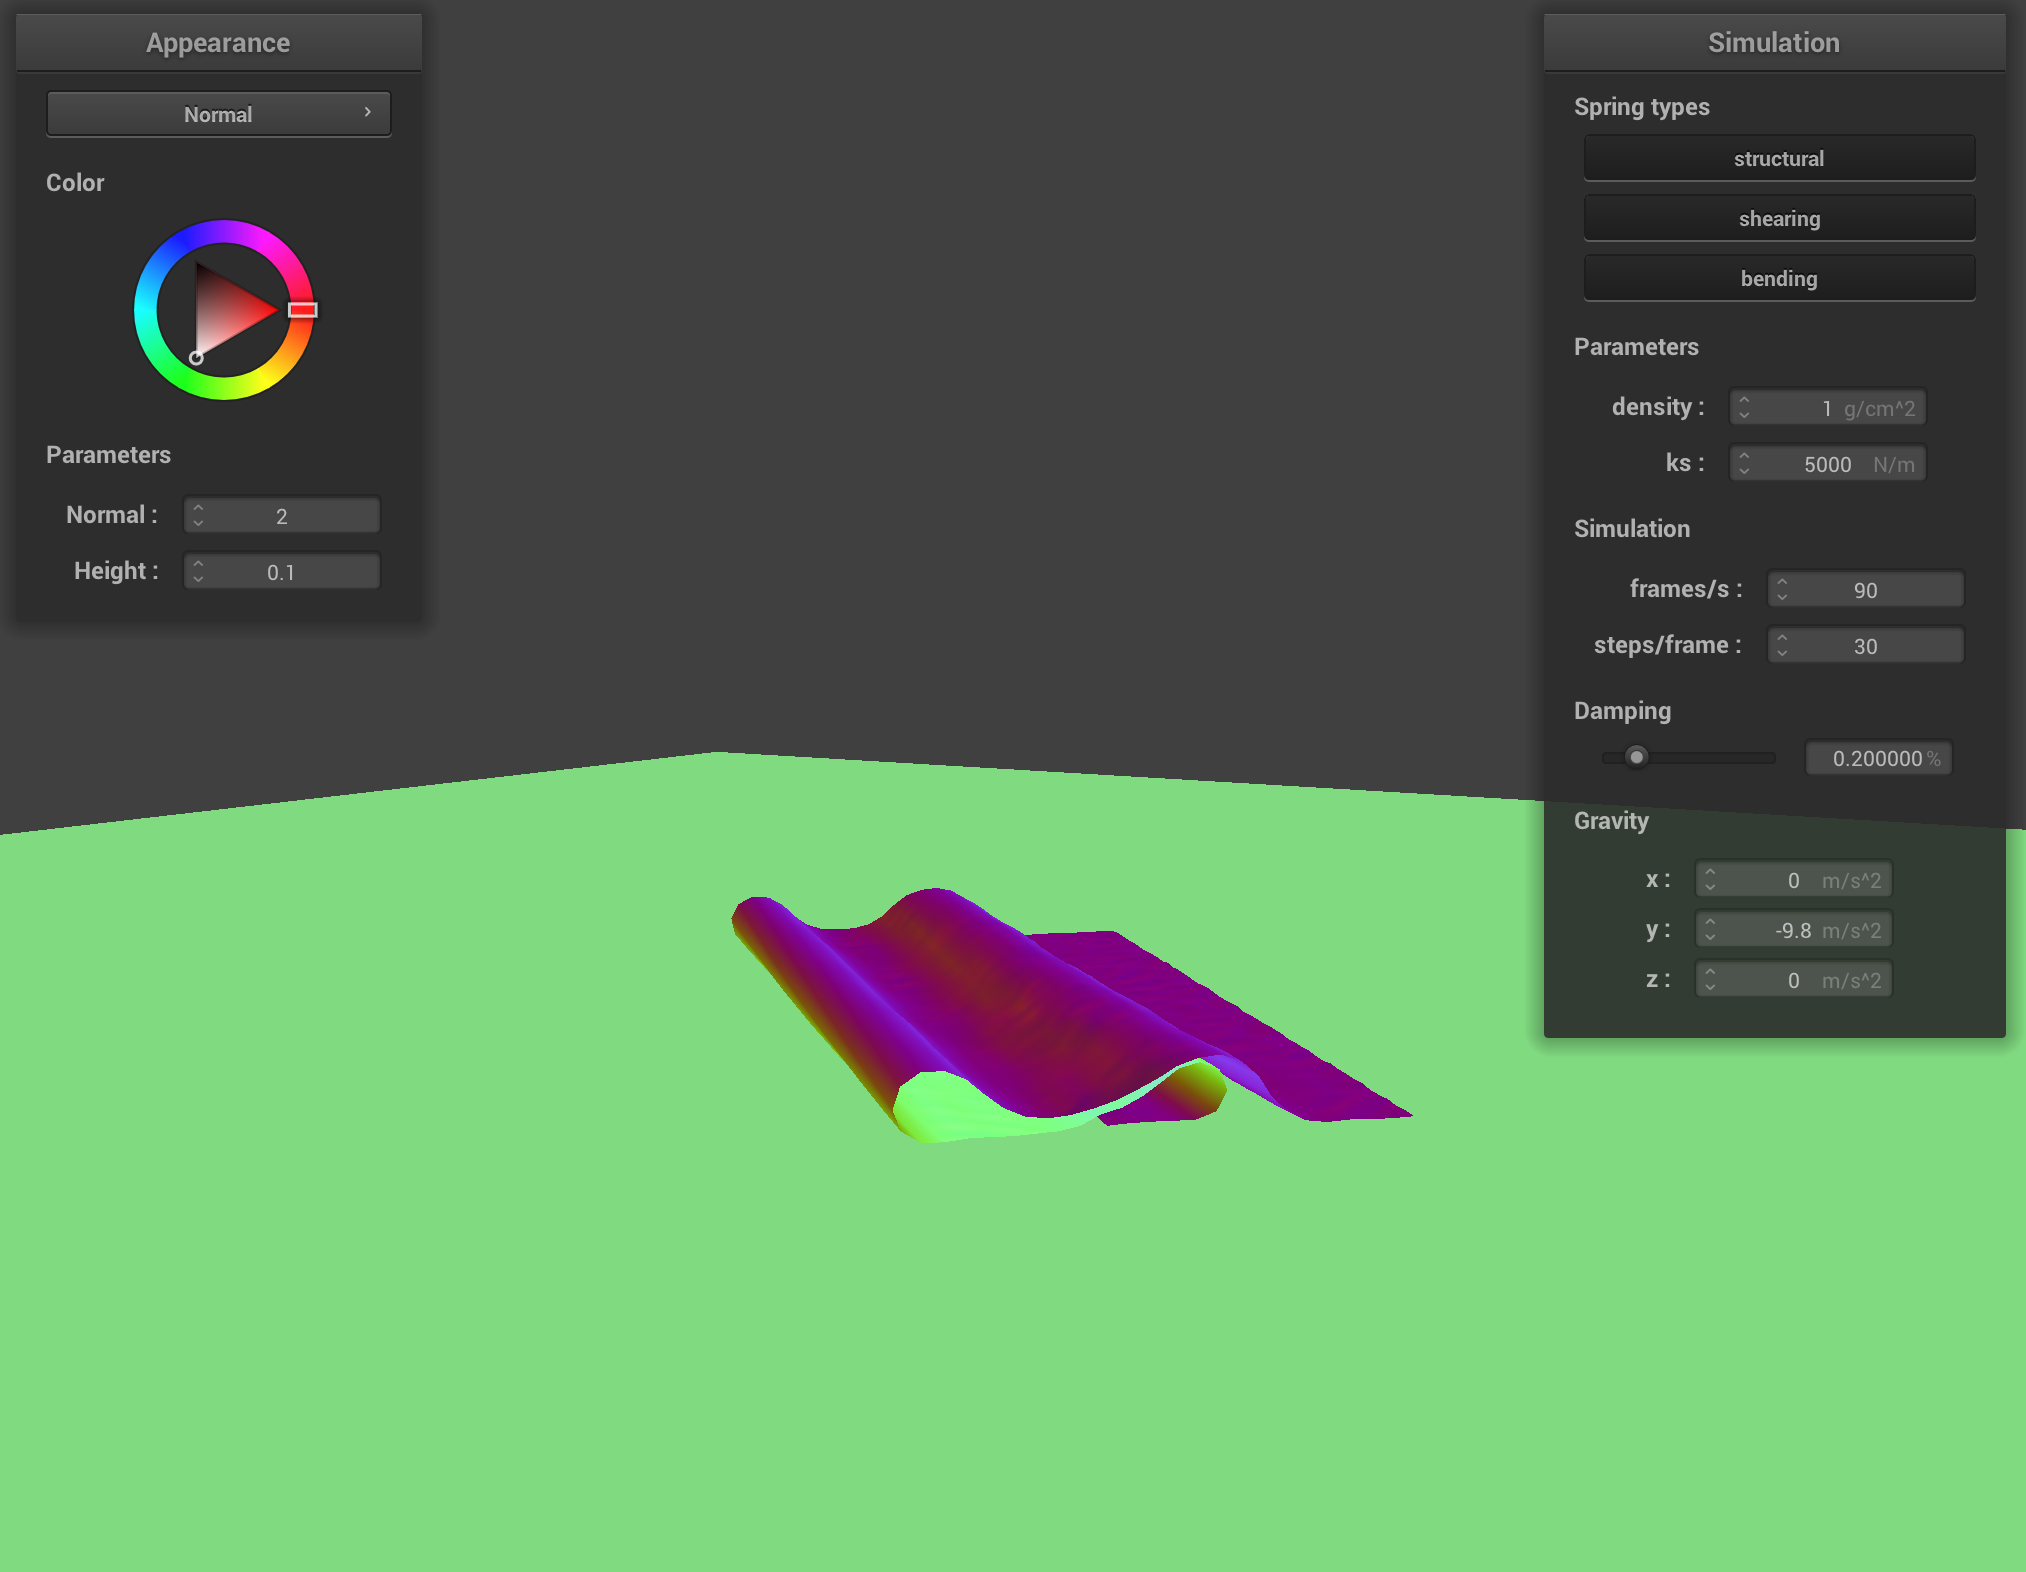 Appearance
Normal
Color
Parameters
Normal : 2
Height : 0.1
Simulation
Spring types
structural
shearing
bending
Parameters
density : 1 g/cm^2
ks : 5000 N/m
Simulation
frames/s : 90
steps/frame : 30
Damping
0.200000 %
Gravity
x : 0 m/s^2
y : -9.8 m/s^2
z : 0 m/s^2